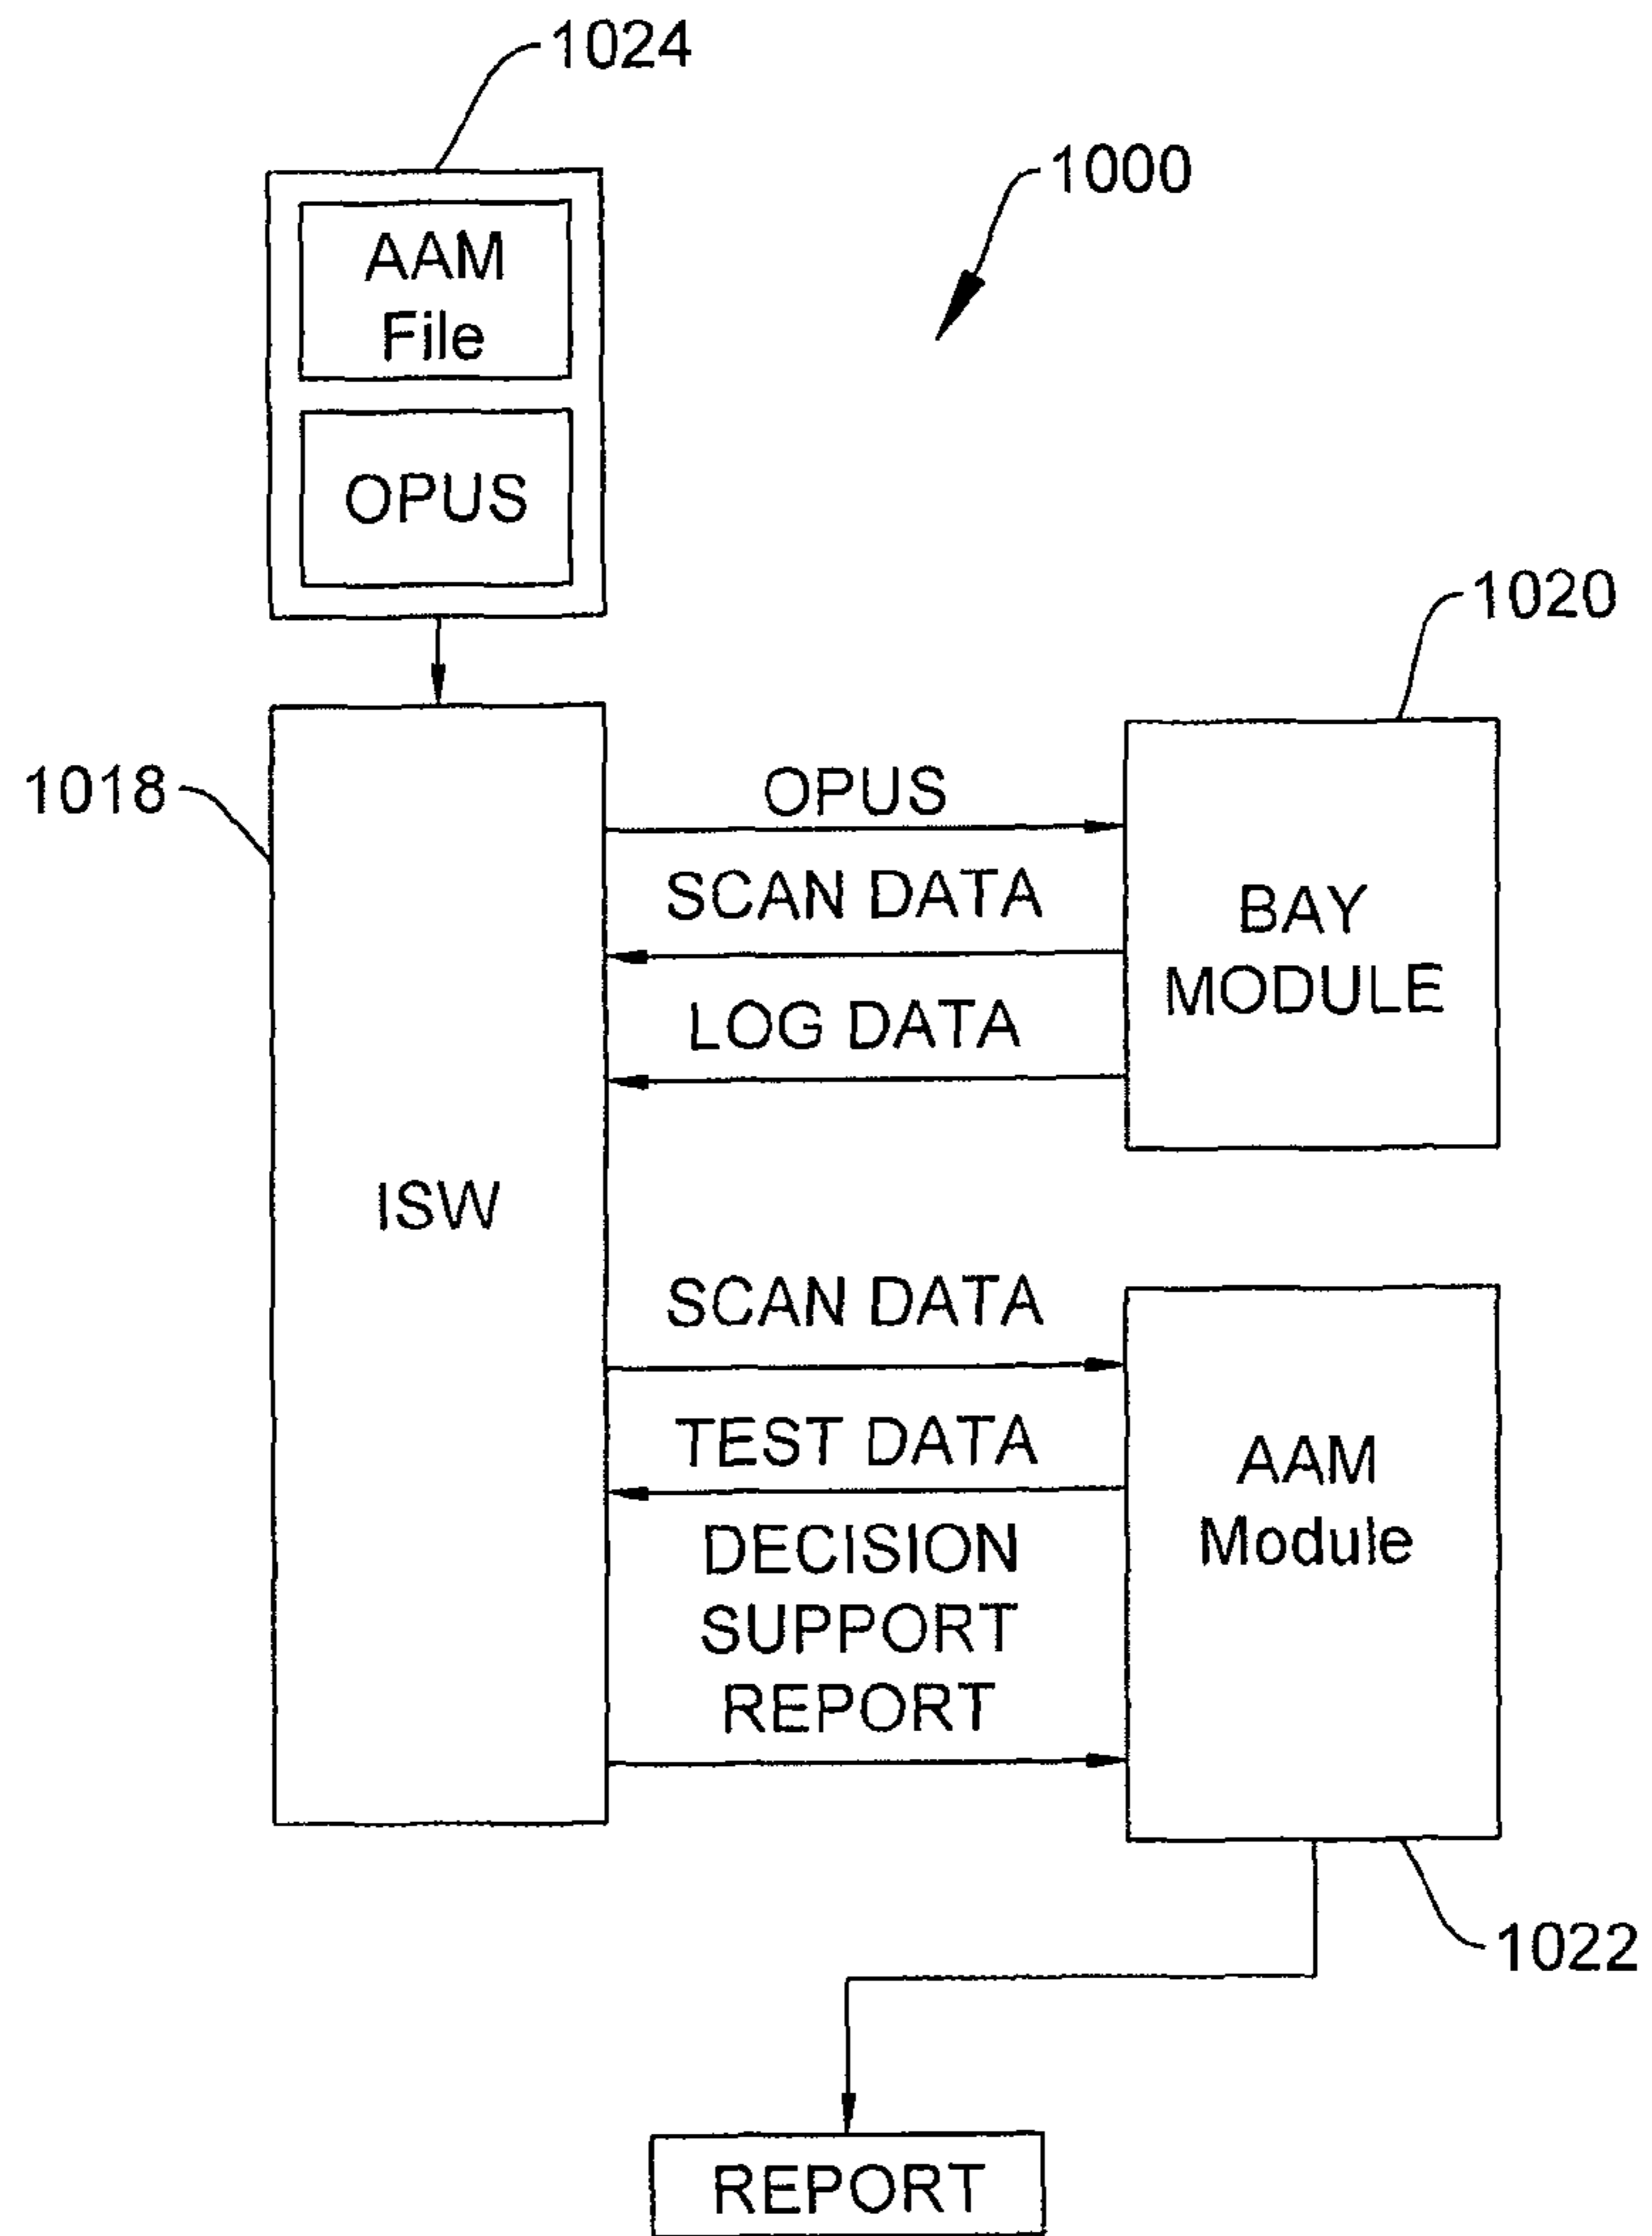 1024
1000
AAM
File
OPUS
1020
1018
OPUS
SCAN DATA
LOG DATA
BAY
MODULE
ISW
SCAN DATA
TEST DATA
DECISION
SUPPORT
REPORT
AAM
Module
1022
REPORT